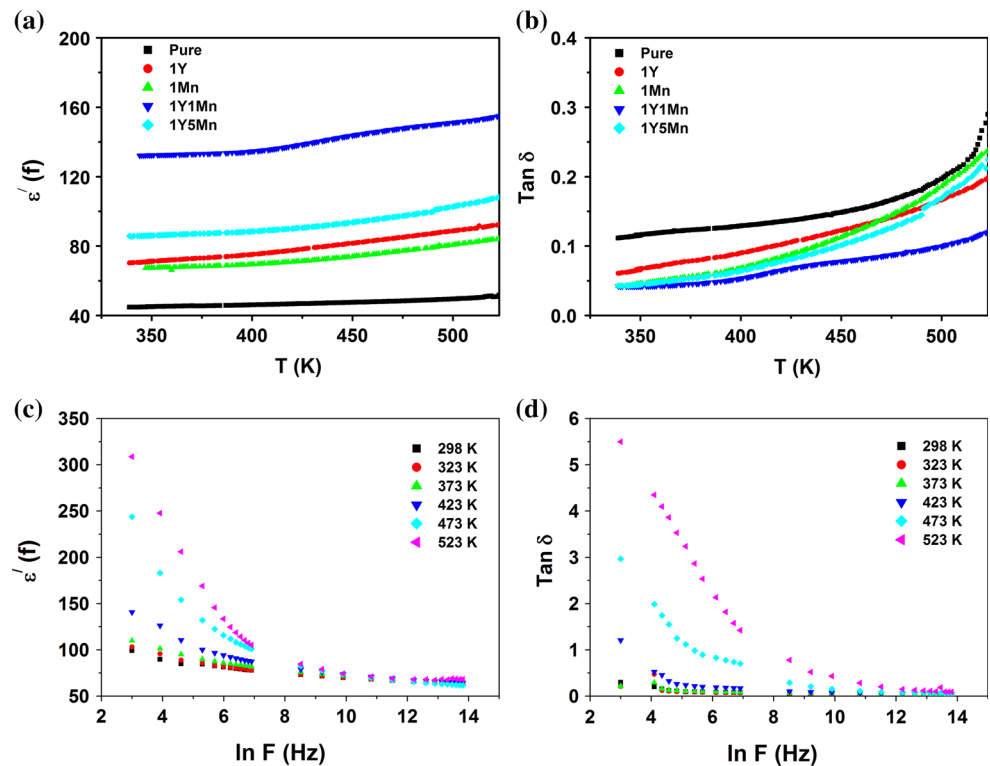 (a)
200
160
120
80
40
ε′ (f)
Pure
1Y
1Mn
1Y1Mn
1Y5Mn
350
400
450
500
T (K)
(b)
0.4
0.3
0.2
0.1
0.0
Tan δ
Pure
1Y
1Mn
1Y1Mn
1Y5Mn
350
400
450
500
T (K)
(c)
350
300
250
200
150
100
50
ε′ (f)
298 K
323 K
373 K
423 K
473 K
523 K
2
4
6
8
10
12
14
ln F (Hz)
(d)
6
5
4
3
2
1
0
Tan δ
298 K
323 K
373 K
423 K
473 K
523 K
2
4
6
8
10
12
14
ln F (Hz)